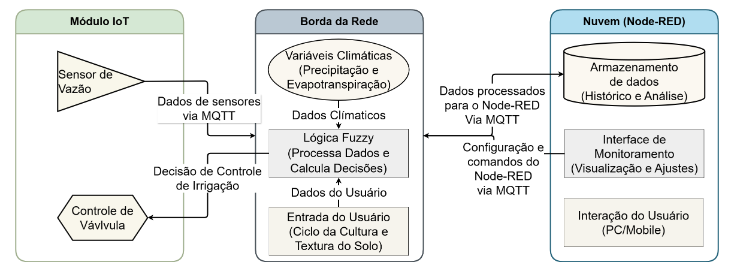 Módulo IoT
Sensor de
Vazão
Dados de sensores
via MQTT
Decisão de Controle
de Irrigação
Controle de
Vávlvula
Borda da Rede
Variáveis Climáticas
(Precipitação e
Evapotranspiração)
Dados Clímaticos
Lógica Fuzzy
(Processa Dados e
Calcula Decisões)
Dados do Usuário
Entrada do Usuário
(Ciclo da Cultura e
Textura do Solo)
Dados processados
para o Node-RED
Via MQTT
Configuração e
comandos do
Node-RED
via MQTT
Nuvem (Node-RED)
Armazenamento
de dados
(Histórico e Análise)
Interface de
Monitoramento
(Visualização e Ajustes)
Interação do Usuário
(PC/Mobile)